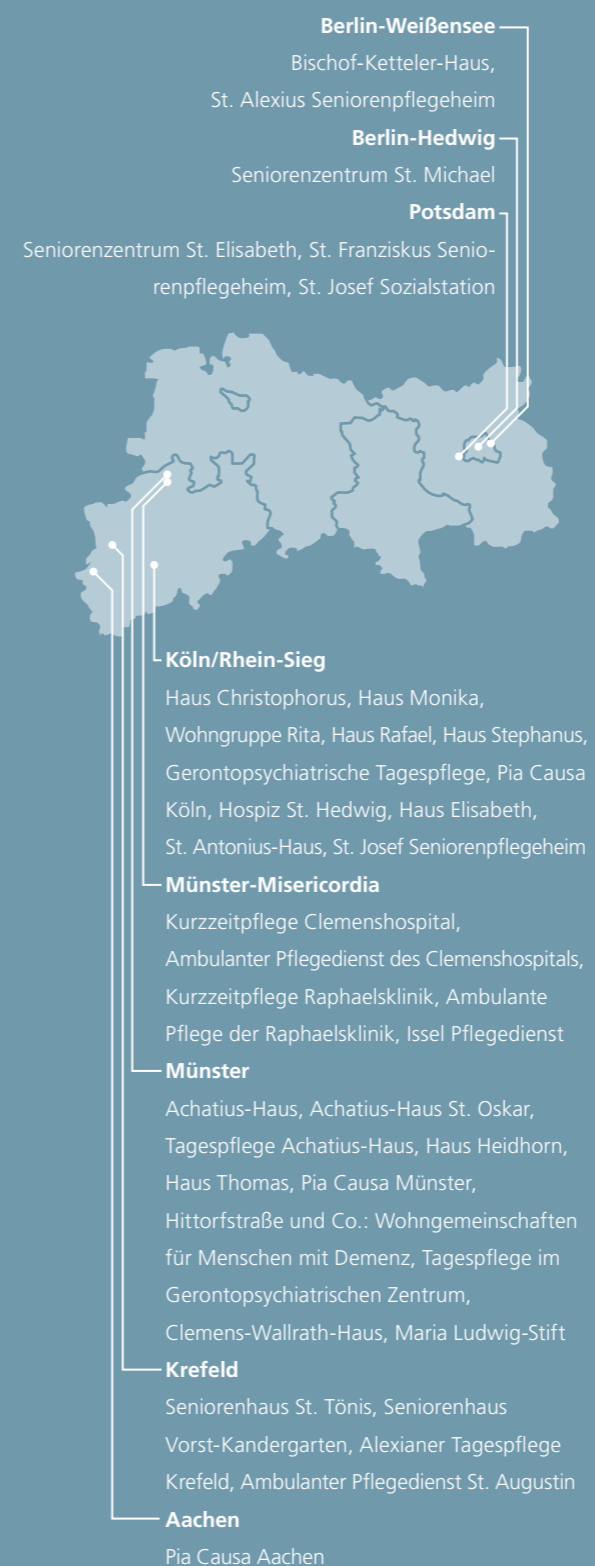 Berlin-Weißensee
Bischof-Ketteler-Haus,
St. Alexius Seniorenpflegeheim
Berlin-Hedwig
Seniorenzentrum St. Michael
Potsdam
Seniorenzentrum St. Elisabeth, St. Franziskus Senio-
renpflegeheim, St. Josef Sozialstation
Köln/Rhein-Sieg
Haus Christophorus, Haus Monika,
Wohngruppe Rita, Haus Rafael, Haus Stephanus,
Gerontopsychiatrische Tagespflege, Pia Causa
Köln, Hospiz St. Hedwig, Haus Elisabeth,
St. Antonius-Haus, St. Josef Seniorenpflegeheim
Münster-Misericordia
Kurzzeitpflege Clemenshospital,
Ambulanter Pflegedienst des Clemenshospitals,
Kurzzeitpflege Raphaelsklinik, Ambulante
Pflege der Raphaelsklinik, Issel Pflegedienst
Münster
Achatius-Haus, Achatius-Haus St. Oskar,
Tagespflege Achatius-Haus, Haus Heidhorn,
Haus Thomas, Pia Causa Münster,
Hittorfstraße und Co.: Wohngemeinschaften
für Menschen mit Demenz, Tagespflege im
Gerontopsychiatrischen Zentrum,
Clemens-Wallrath-Haus, Maria Ludwig-Stift
Krefeld
Seniorenhaus St. Tönis, Seniorenhaus
Vorst-Kandergarten, Alexianer Tagespflege
Krefeld, Ambulanter Pflegedienst St. Augustin
Aachen
Pia Causa Aachen